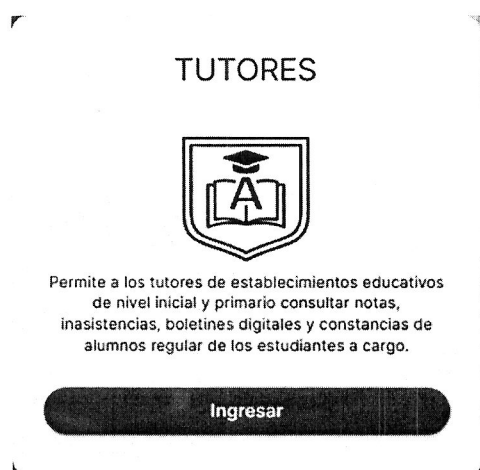 TUTORES
A
Permite a los tutores de establecimientos educativos
de nivel inicial y primario consultar notas,
inasistencias, boletines digitales y constancias de
alumnos regular de los estudiantes a cargo.
Ingresar